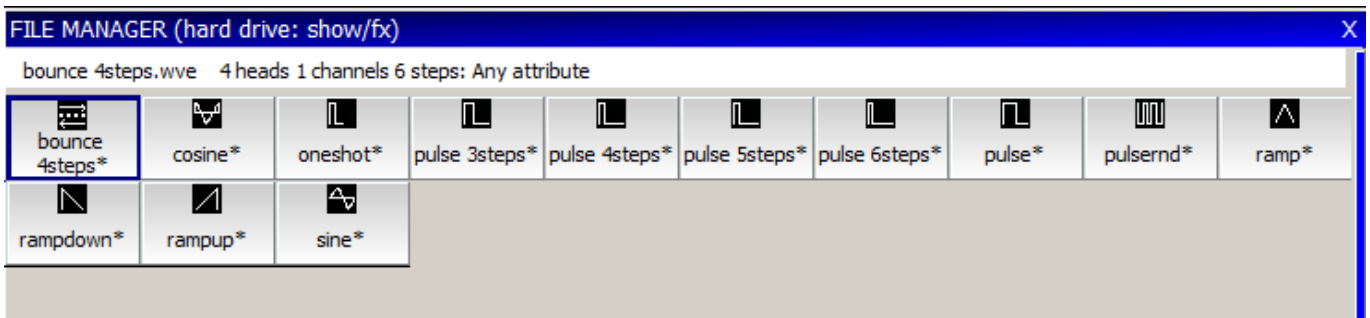 FILE MANAGER (hard drive: show/fx) X
bounce 4steps.wve 4 heads 1 channels 6 steps: Any attribute
bounce
4steps*
cosine*
oneshot*
pulse 3steps*
pulse 4steps*
pulse 5steps*
pulse 6steps*
pulse*
pulsernd*
ramp*
rampdown*
rampup*
sine*